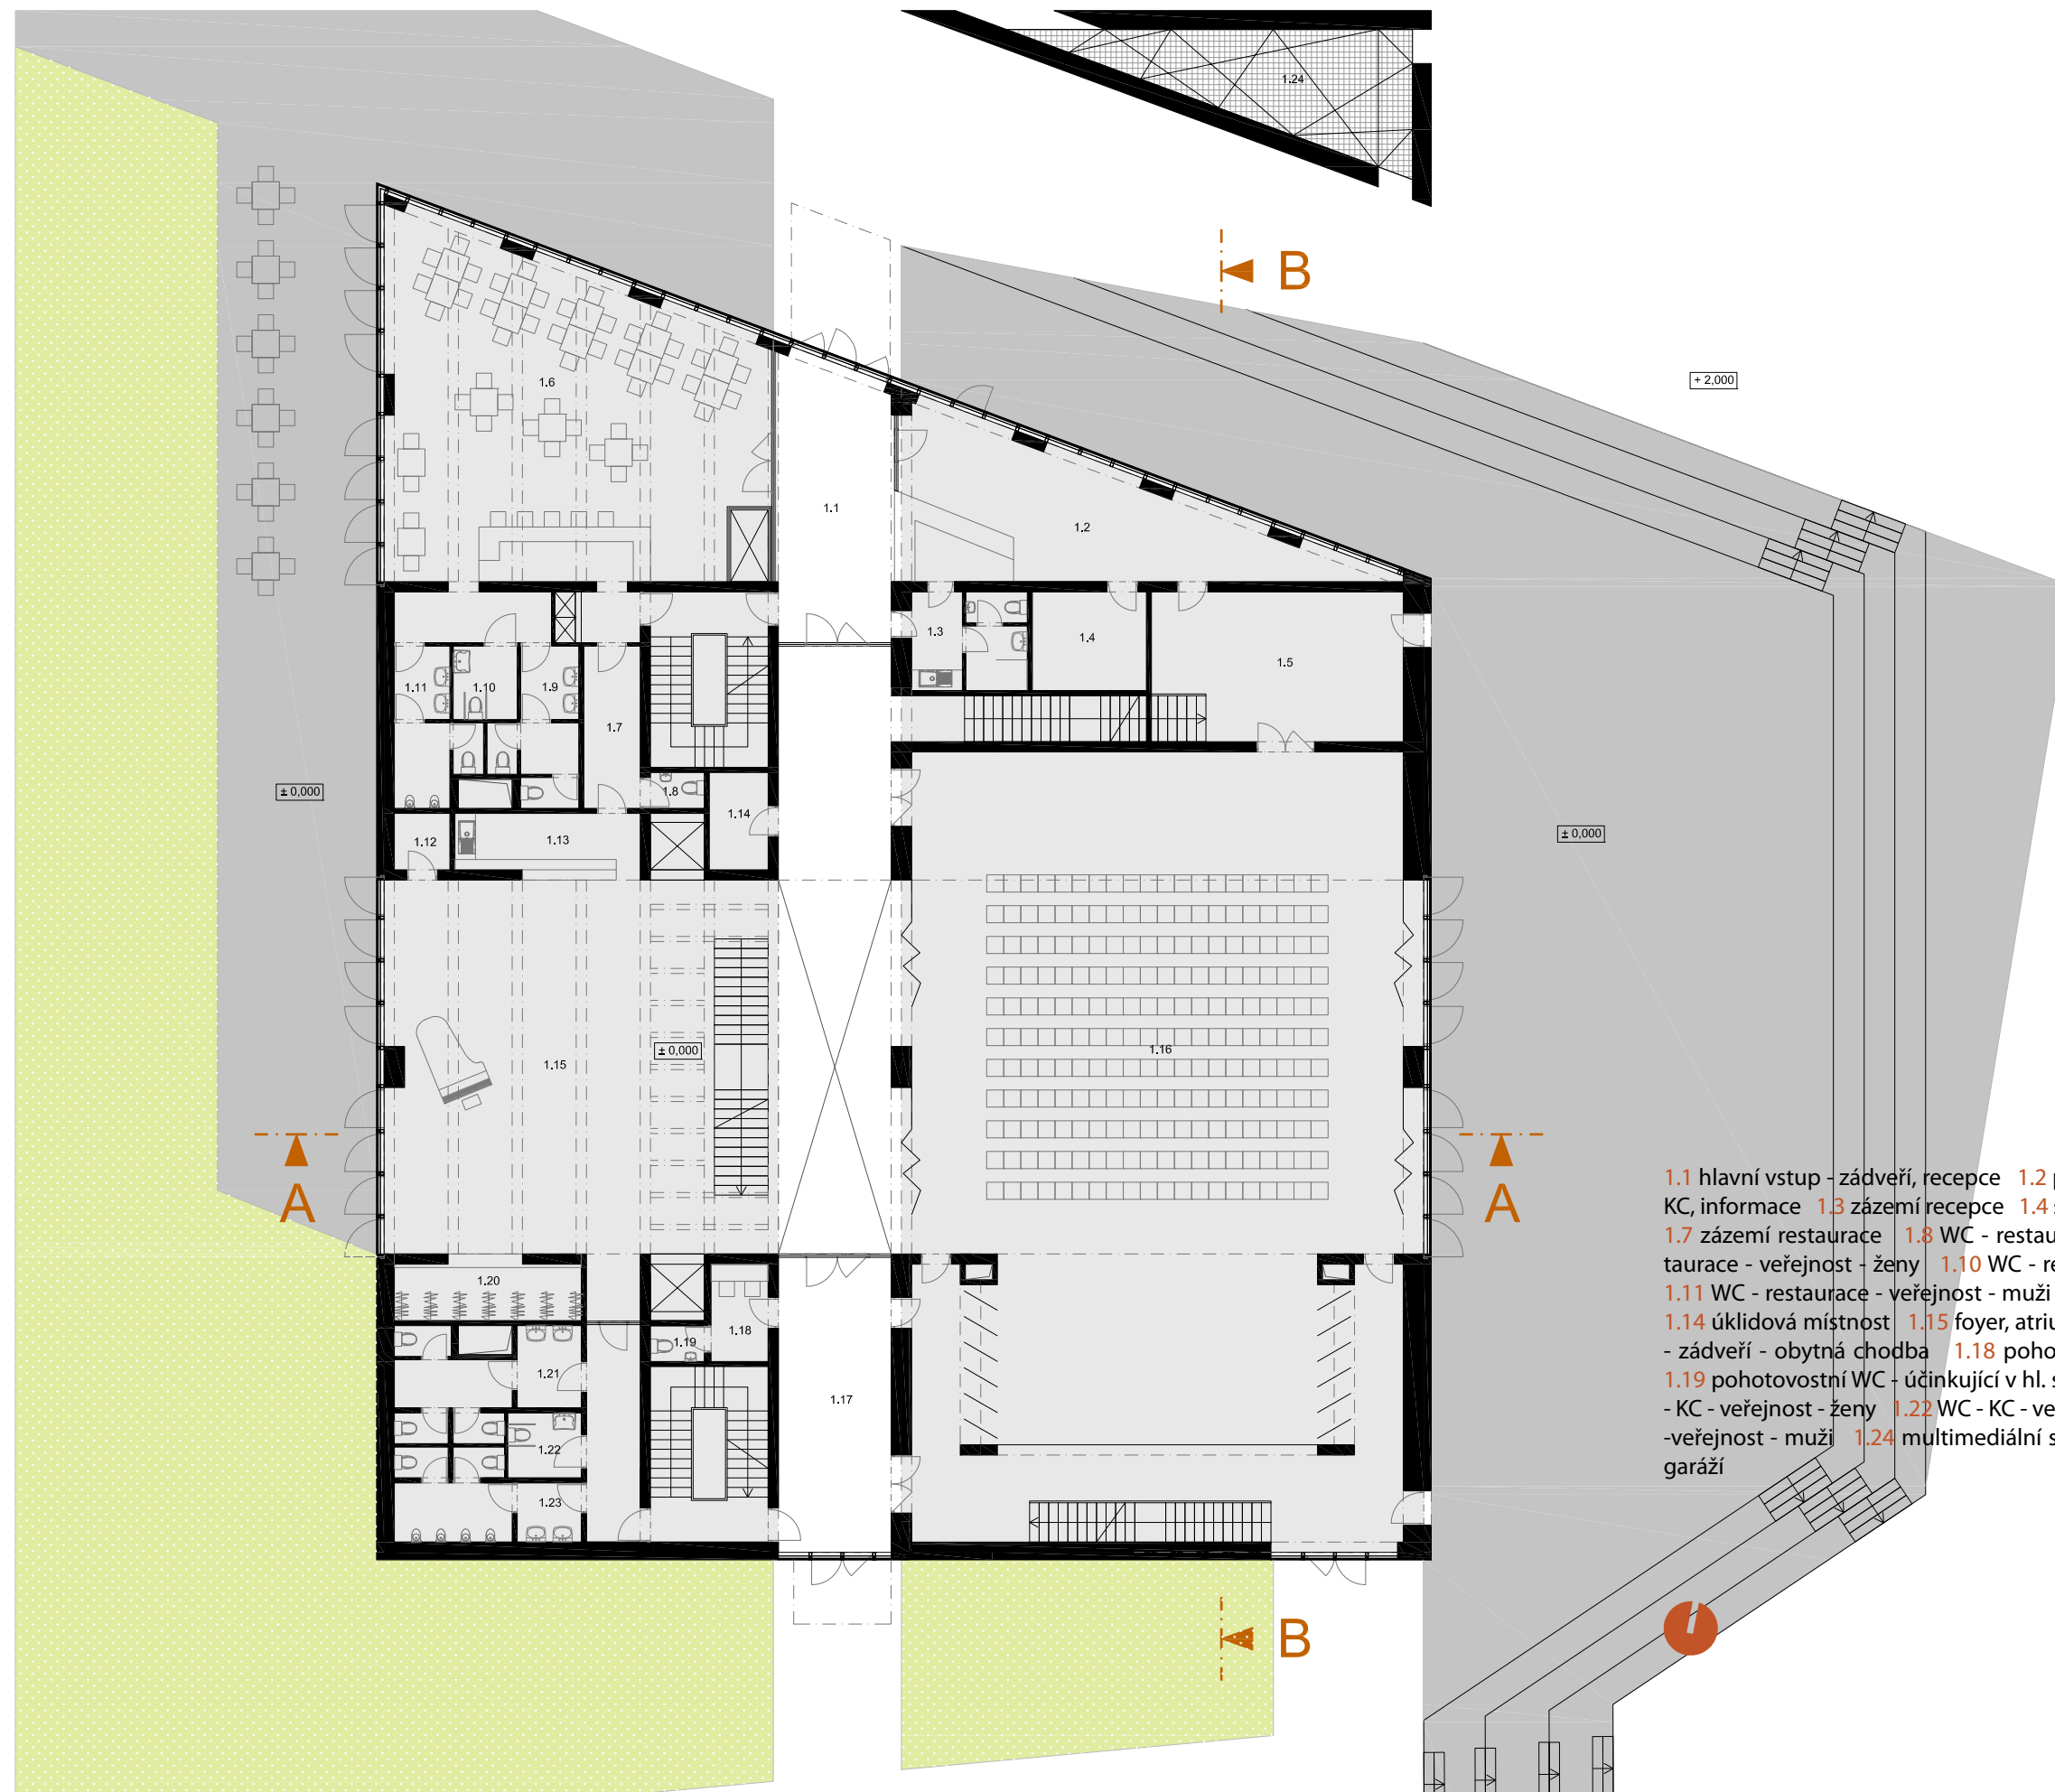 1.24
B
+ 2,000
1.6
1.1
1.2
1.3
1.4
1.5
1.11
1.10
1.9
1.7
± 0,000
1.8
1.14
± 0,000
1.12
1.13
1.16
± 0,000
1.15
A
A
1.1 hlavní vstup - zádveří, recepce 1.2
KC, informace 1.3 zázemí recepce 1.4
1.7 zázemí restaurace 1.8 WC - restau
taurace - veřejnost - ženy 1.10 WC - re
1.11 WC - restaurace - veřejnost - muži
1.14 úklidová místnost 1.15 foyer, atriu
- zádveří - obytná chodba 1.18 poho
1.19 pohotovostní WC - účinkující v hl. s
- KC - veřejnost - ženy 1.22 WC - KC - ve
-veřejnost - muži 1.24 multimediální s
garáží
1.20
1.18
1.19
1.21
1.17
1.22
1.23
B